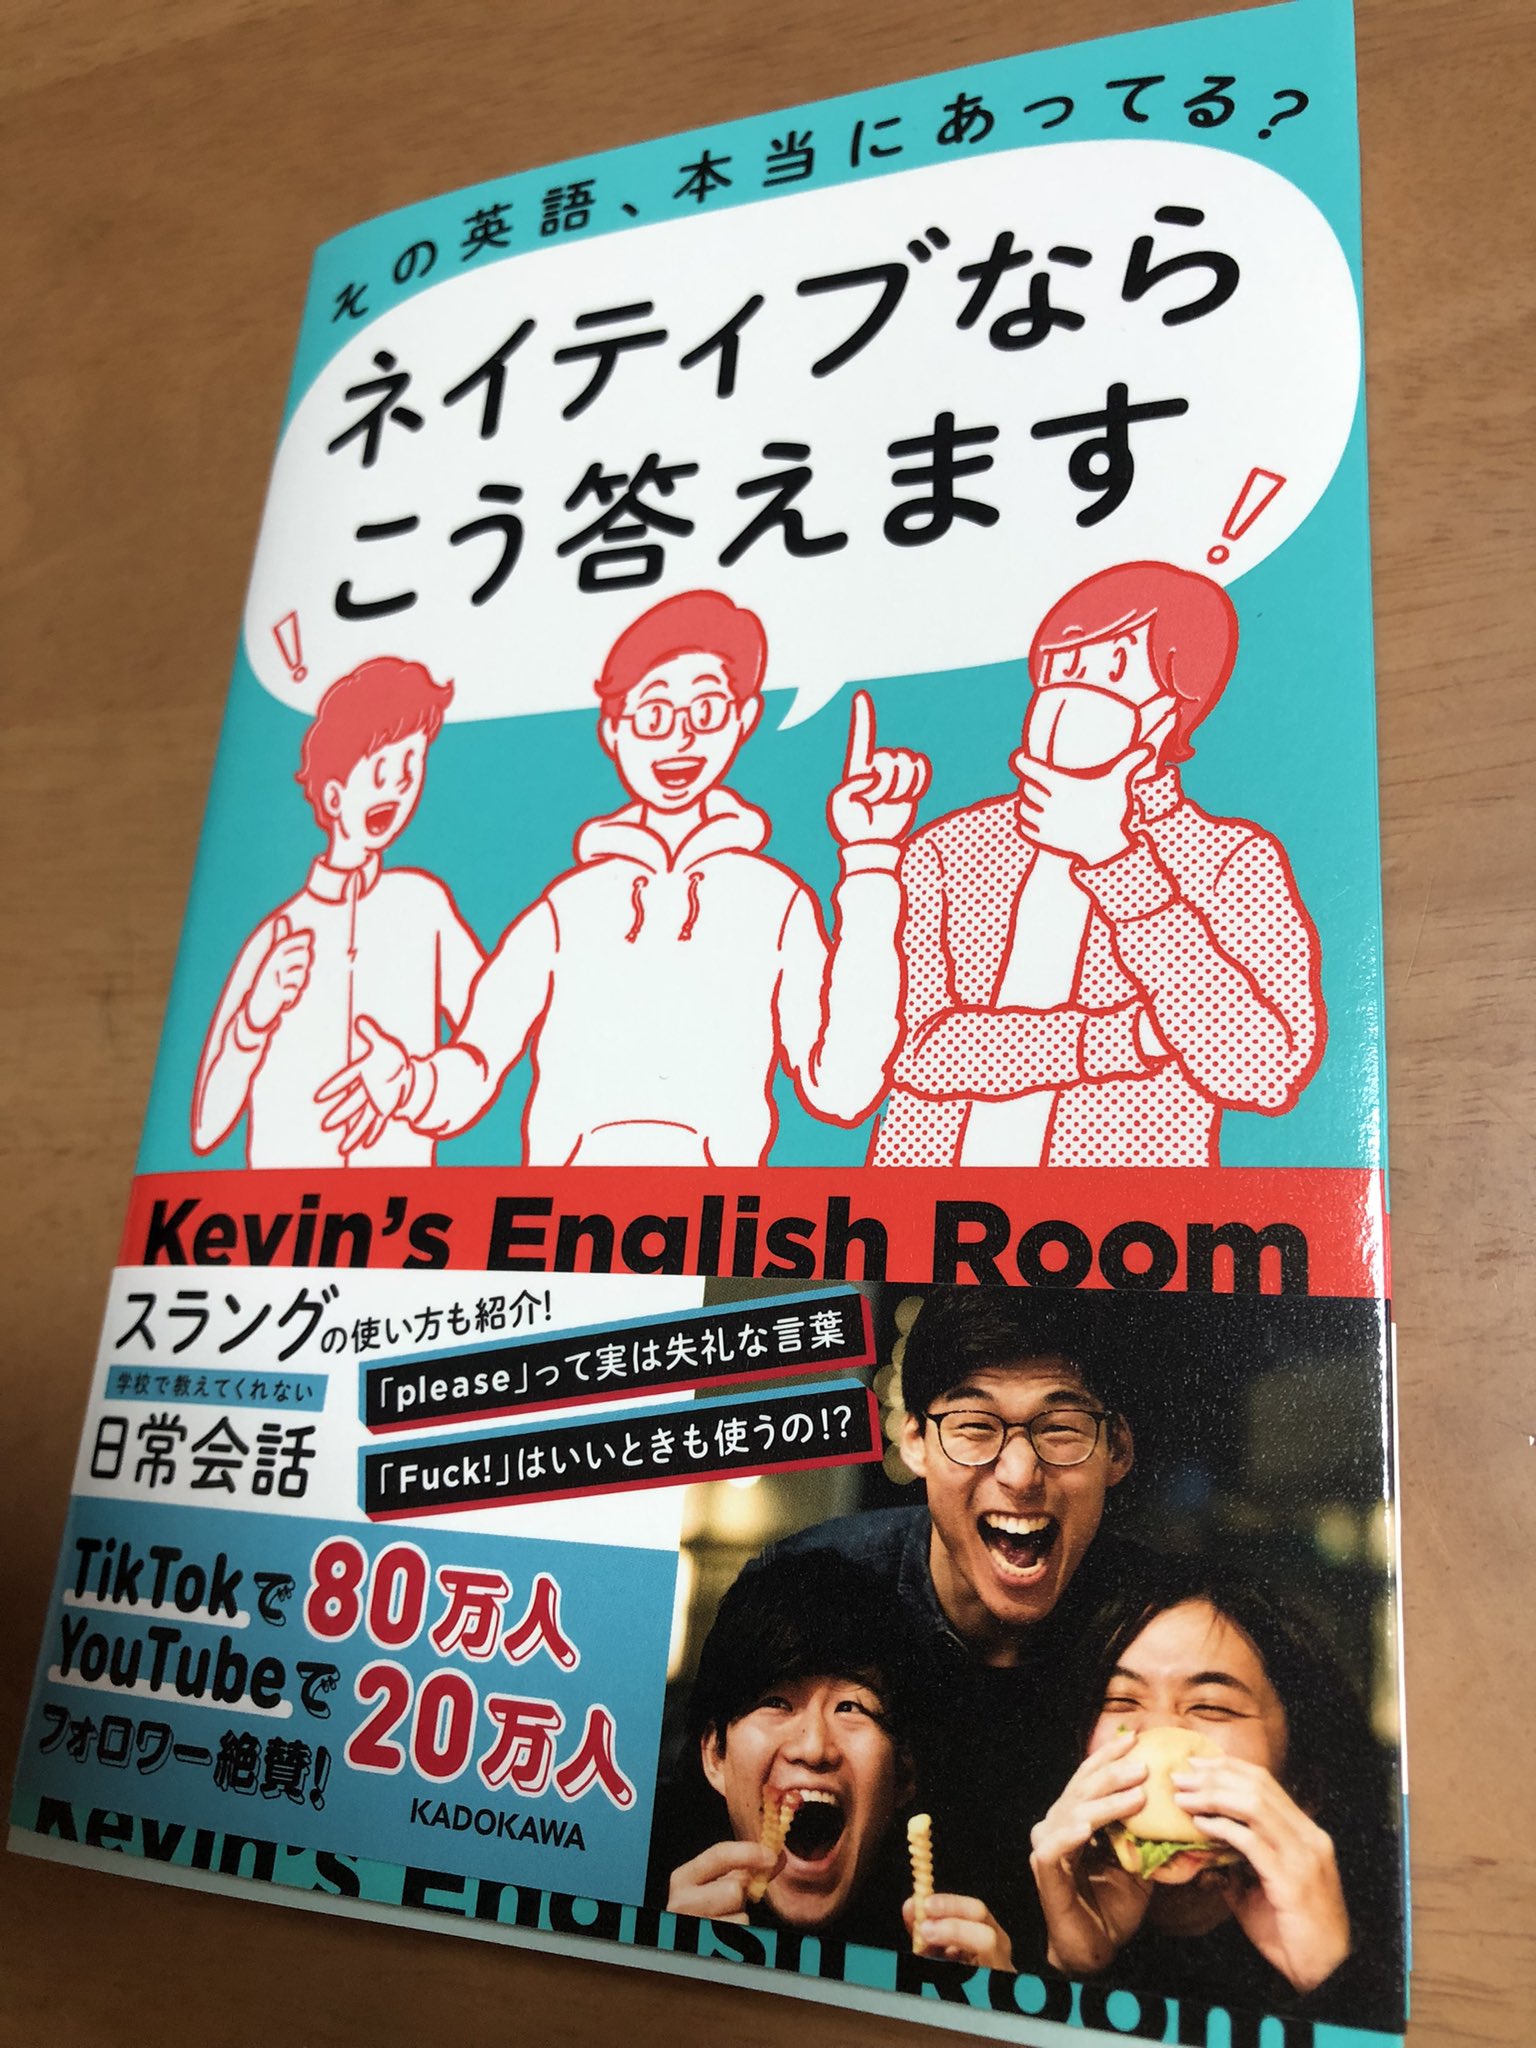 その英語、本当にあってる?
ネイティブなら
こう答えます
!
!
Kevin's English Room
スラングの使い方も紹介!
学校で教えてくれない
日常会話
「please」って実は失礼な言葉
「Fuck!」はいいときも使うの!?
TikTokで80万人
YouTubeで20万人
フォロワー絶賛!
KADOKAWA
Kevin's English Room